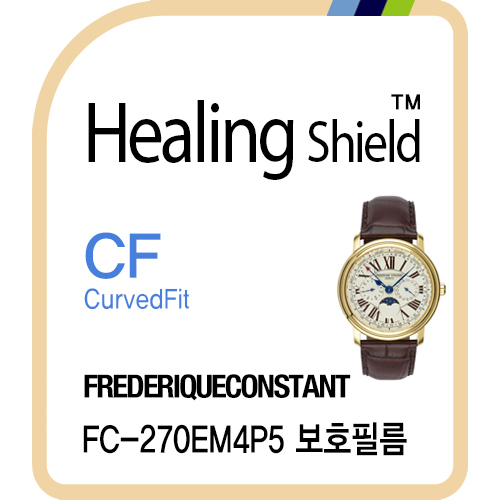 Healing Shield™
CF
CurvedFit
FREDERIQUECONSTANT
FC-270EM4P5 보호필름